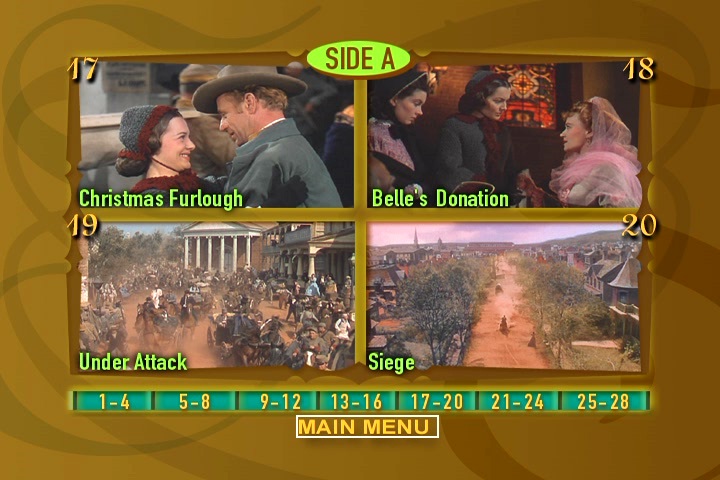 SIDE A
17
18
Christmas Furlough
Belle's Donation
19
20
Under Attack
Siege
1-4 5-8 9-12 13-16 17-20 21-24 25-28
MAIN MENU